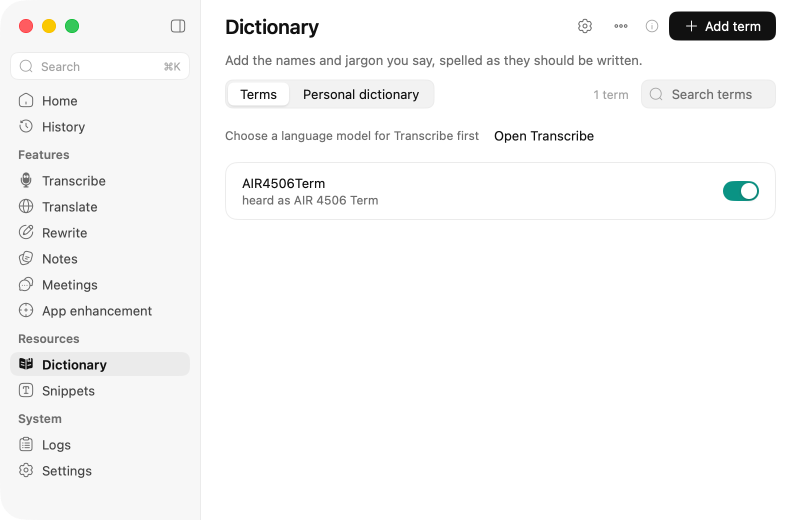 Search
⌘K
Home
History
Features
Transcribe
Translate
Rewrite
Notes
Meetings
App enhancement
Resources
Dictionary
Snippets
System
Logs
Settings
Dictionary
Add term
Add the names and jargon you say, spelled as they should be written.
Terms
Personal dictionary
1 term
Search terms
Choose a language model for Transcribe first
Open Transcribe
AIR4506Term
heard as AIR 4506 Term